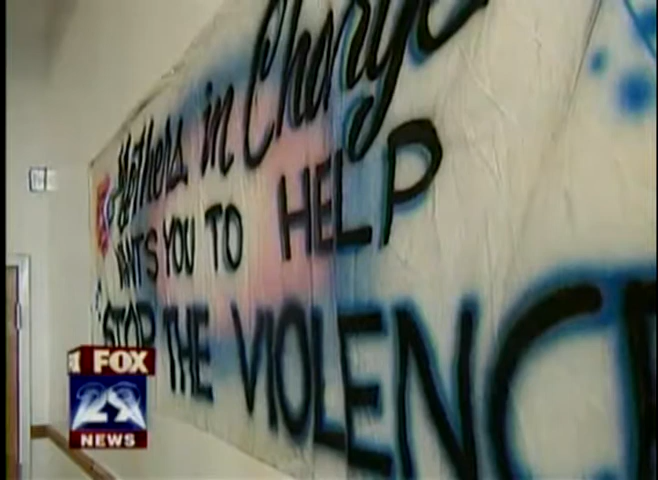 Mothers in Charge
WANTS YOU TO HELP
STOP THE VIOLENCE
FOX
29
NEWS